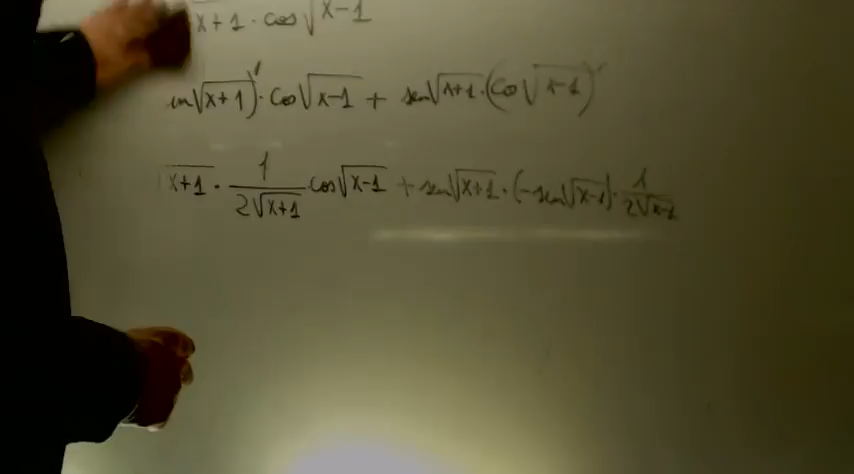 √x+1 · cos √x-1
en√x+1)' · cos√x-1 + sen√x+1 · (cos√x-1)'
√x+1 · 1/2√x+1 cos√x-1 + sen√x+1 · (-sen√x-1) · 1/2√x-1